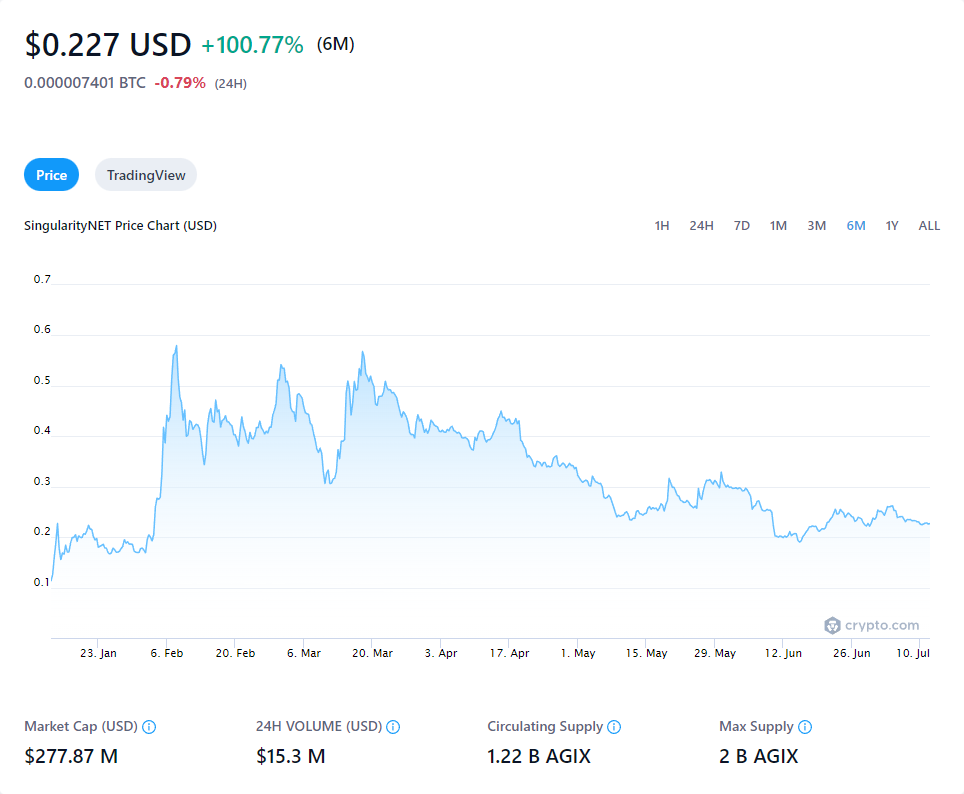 $0.227 USD +100.77% (6M)
0.000007401 BTC -0.79% (24H)
Price TradingView
SingularityNET Price Chart (USD) 1H 24H 7D 1M 3M 6M 1Y ALL
0.7
0.6
0.5
0.4
0.3
0.2
0.1
crypto.com
23. Jan 6. Feb 20. Feb 6. Mar 20. Mar 3. Apr 17. Apr 1. May 15. May 29. May 12. Jun 26. Jun 10. Jul
Market Cap (USD) 24H VOLUME (USD) Circulating Supply Max Supply
$277.87 M $15.3 M 1.22 B AGIX 2 B AGIX